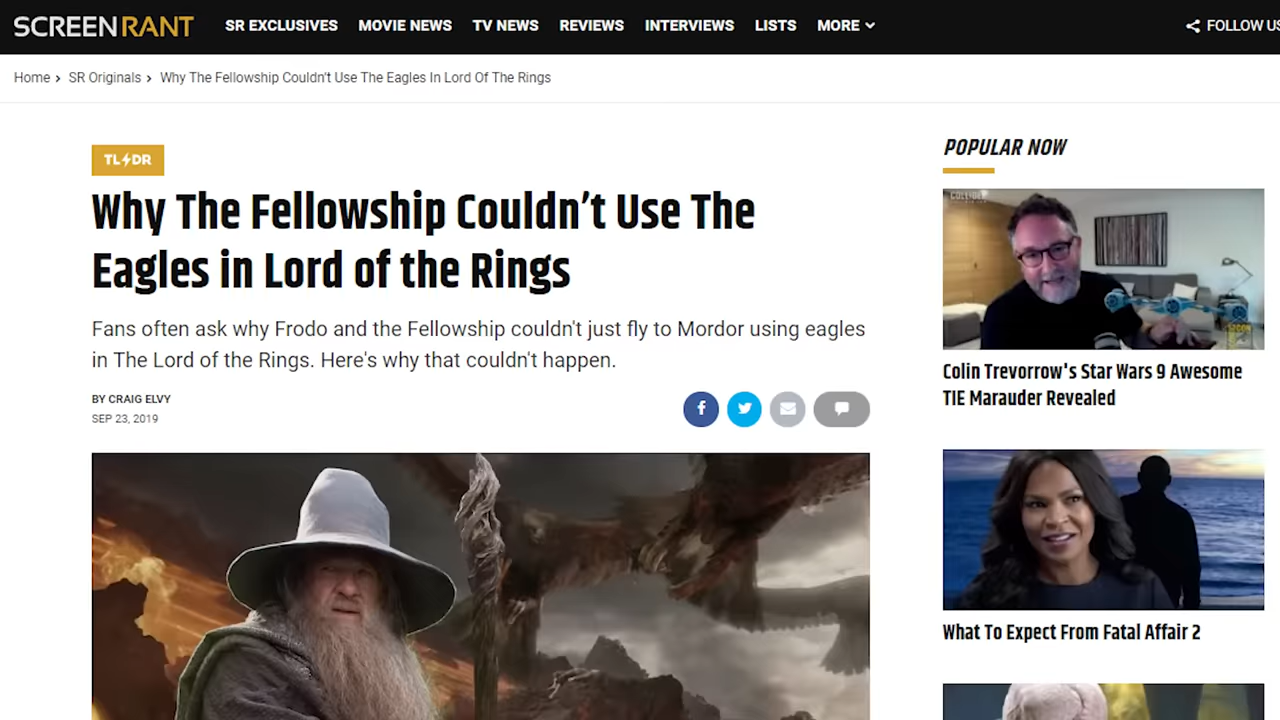 SCREENRANT SR EXCLUSIVES MOVIE NEWS TV NEWS REVIEWS INTERVIEWS LISTS MORE FOLLOW US
Home › SR Originals › Why The Fellowship Couldn't Use The Eagles In Lord Of The Rings
TL DR
Why The Fellowship Couldn’t Use The
Eagles in Lord of the Rings
Fans often ask why Frodo and the Fellowship couldn't just fly to Mordor using eagles
in The Lord of the Rings. Here's why that couldn't happen.
BY CRAIG ELVY
SEP 23, 2019
POPULAR NOW
COLLIDER
Colin Trevorrow's Star Wars 9 Awesome
TIE Marauder Revealed
What To Expect From Fatal Affair 2